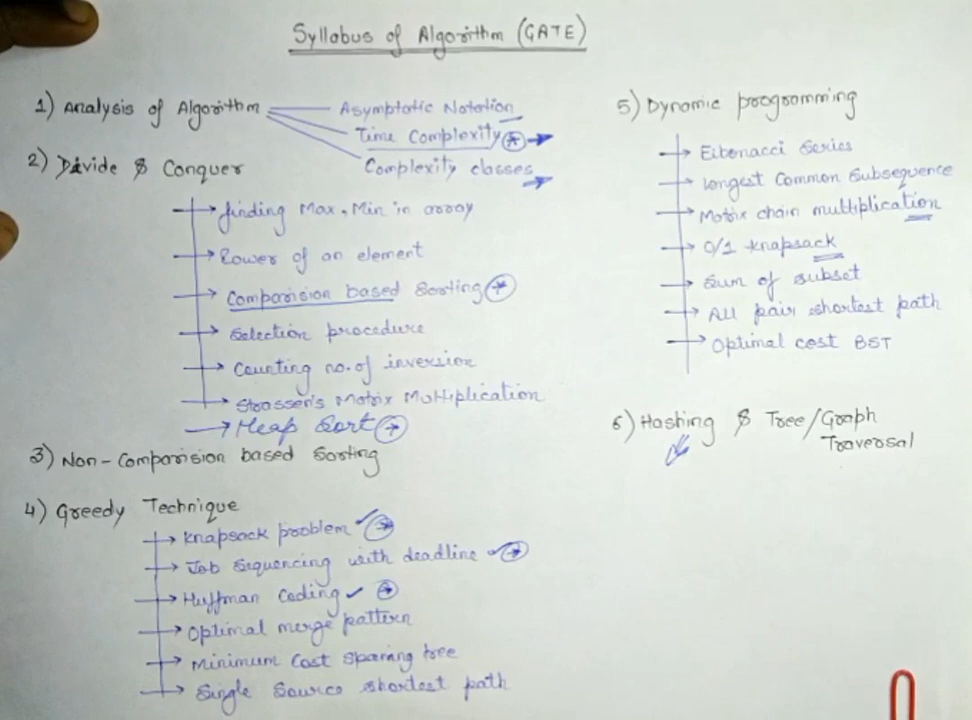 Syllabus of Algorithm (GATE)
1) Analysis of Algorithm
Asymptotic Notation
Time Complexity
Complexity classes
2) Divide & Conquer
finding Max, Min in array
Power of an element
Comparision based Sorting
Selection procedure
Counting no. of inversion
Strassen's Matrix Multiplication
Heap Sort
3) Non-Comparision based Sorting
4) Greedy Technique
Knapsack problem
Job Sequencing with deadline
Huffman Coding
Optimal merge pattern
Minimum Cost Spaning tree
Single Source shortest path
5) Dynamic programming
Fibonacci Series
longest Common Subsequence
Matrix chain multiplication
0/1 knapsack
Sum of subset
All pair shortest path
Optimal cost BST
6) Hashing & Tree/Graph
Traversal